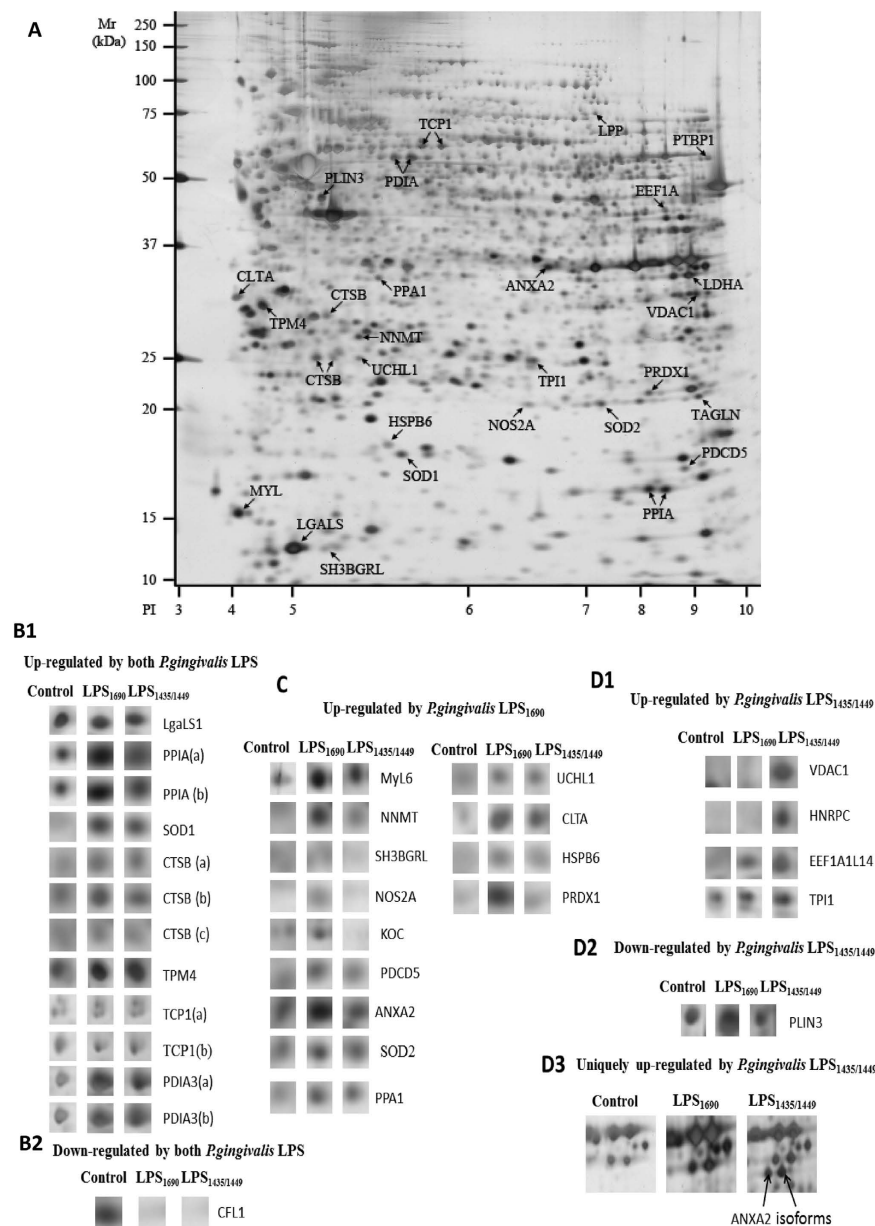 A
Mr
(kDa)
250
150
100
75
50
37
25
20
15
10
TCP1
LPP
PTBP1
PDIA
PLIN3
EEF1A
CLTA
CTSB
PPA1
ANXA2
LDHA
TPM4
VDAC1
NNMT
CTSB
UCHL1
TPI1
PRDX1
HSPB6
NOS2A
SOD2
TAGLN
SOD1
PDCD5
MYL
PPIA
LGALS
SH3BGRL
PI 3 4 5 6 7 8 9 10
B1
Up-regulated by both P.gingivalis LPS
Control LPS1690 LPS1435/1449
LgaLS1
PPIA(a)
PPIA (b)
SOD1
CTSB (a)
CTSB (b)
CTSB (c)
TPM4
TCP1(a)
TCP1(b)
PDIA3(a)
PDIA3(b)
B2 Down-regulated by both P.gingivalis LPS
Control LPS1690 LPS1435/1449
CFL1
C
Up-regulated by P.gingivalis LPS1690
Control LPS1690 LPS1435/1449
MyL6
NNMT
SH3BGRL
NOS2A
KOC
PDCD5
ANXA2
SOD2
PPA1
Control LPS1690 LPS1435/1449
UCHL1
CLTA
HSPB6
PRDX1
D1
Up-regulated by P.gingivalis LPS1435/1449
Control LPS1690 LPS1435/1449
VDAC1
HNRPC
EEF1A1L14
TPI1
D2 Down-regulated by P.gingivalis LPS1435/1449
Control LPS1690 LPS1435/1449
PLIN3
D3 Uniquely up-regulated by P.gingivalis LPS1435/1449
Control LPS1690 LPS1435/1449
ANXA2 isoforms